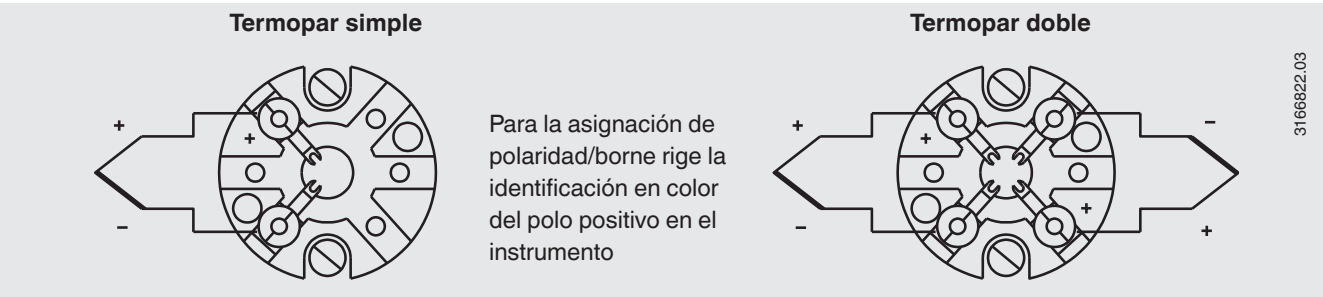 Termopar simple
+
+
−
Para la asignación de
polaridad/borne rige la
identificación en color
del polo positivo en el
instrumento
Termopar doble
+
+
−
−
+
+
3166822.03